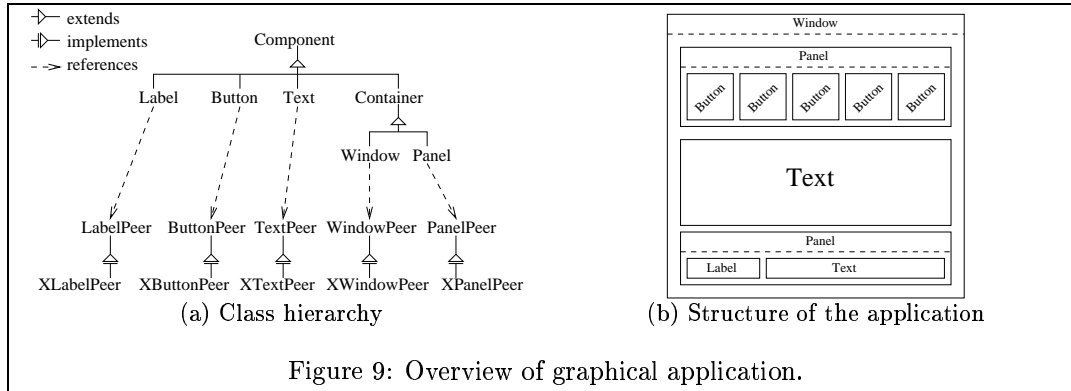 extends
implements
references
Component
Label Button Text Container
Window Panel
LabelPeer ButtonPeer TextPeer WindowPeer PanelPeer
XLabelPeer XButtonPeer XTextPeer XWindowPeer XPanelPeer
(a) Class hierarchy
Window
Panel
Button Button Button Button Button
Text
Panel
Label Text
(b) Structure of the application
Figure 9: Overview of graphical application.